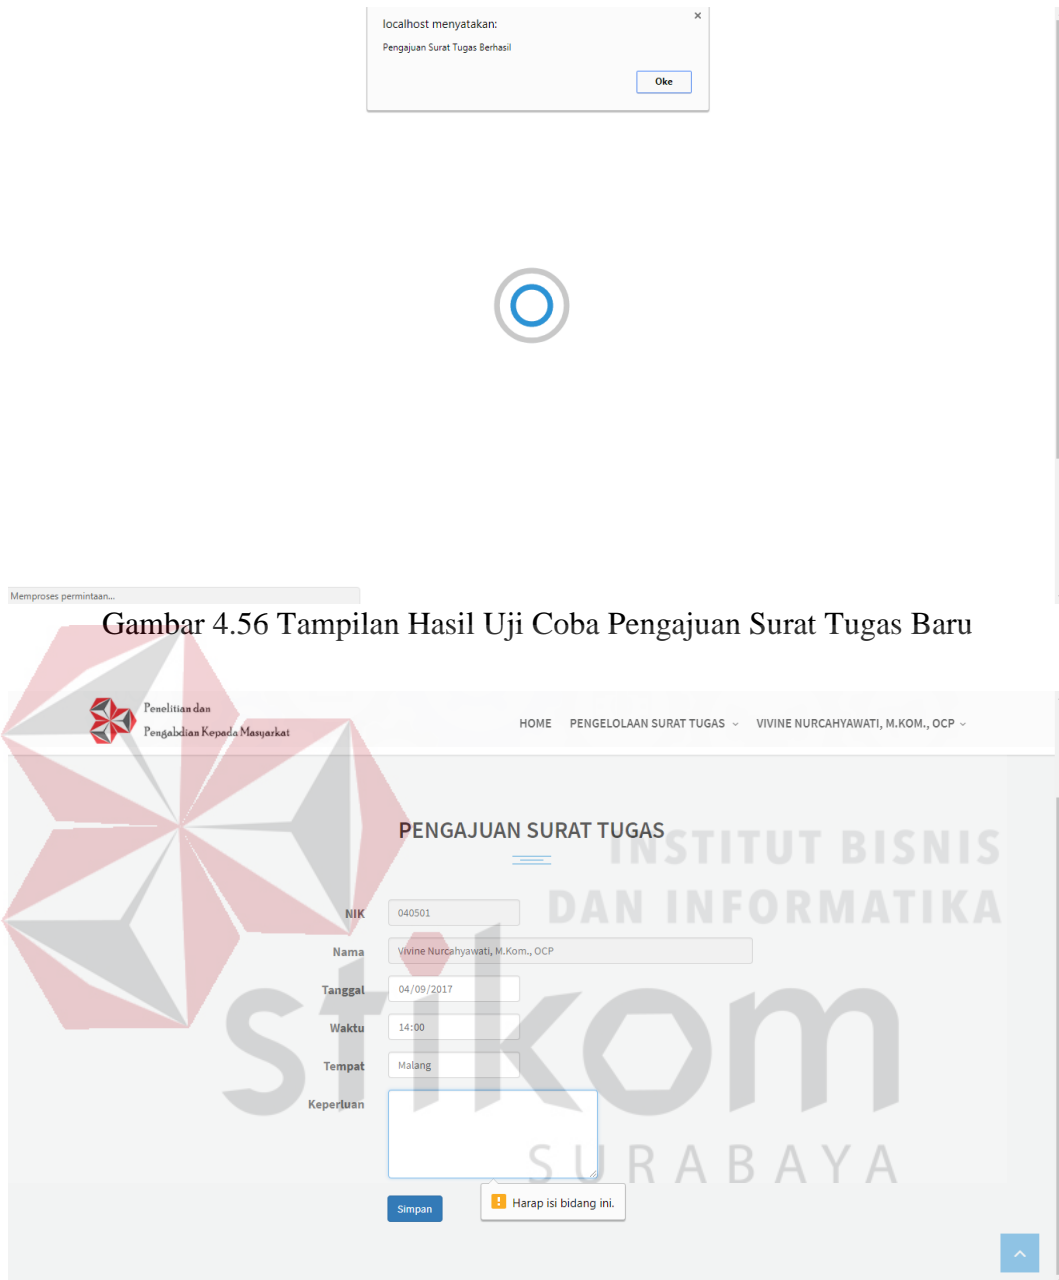 localhost menyatakan:
×
Pengajuan Surat Tugas Berhasil
Oke
Memproses permintaan...
Gambar 4.56 Tampilan Hasil Uji Coba Pengajuan Surat Tugas Baru
Penelitian dan
Pengabdian Kepada Masyarkat
HOME PENGELOLAAN SURAT TUGAS VIVINE NURCAHYAWATI, M.KOM., OCP
PENGAJUAN SURAT TUGAS
INSTITUT BISNIS
DAN INFORMATIKA
NIK 040501
Nama Vivine Nurcahyawati, M.Kom., OCP
Tanggal 04/09/2017
Waktu 14:00
Tempat Malang
stikom
Keperluan
SURABAYA
Harap isi bidang ini.
Simpan